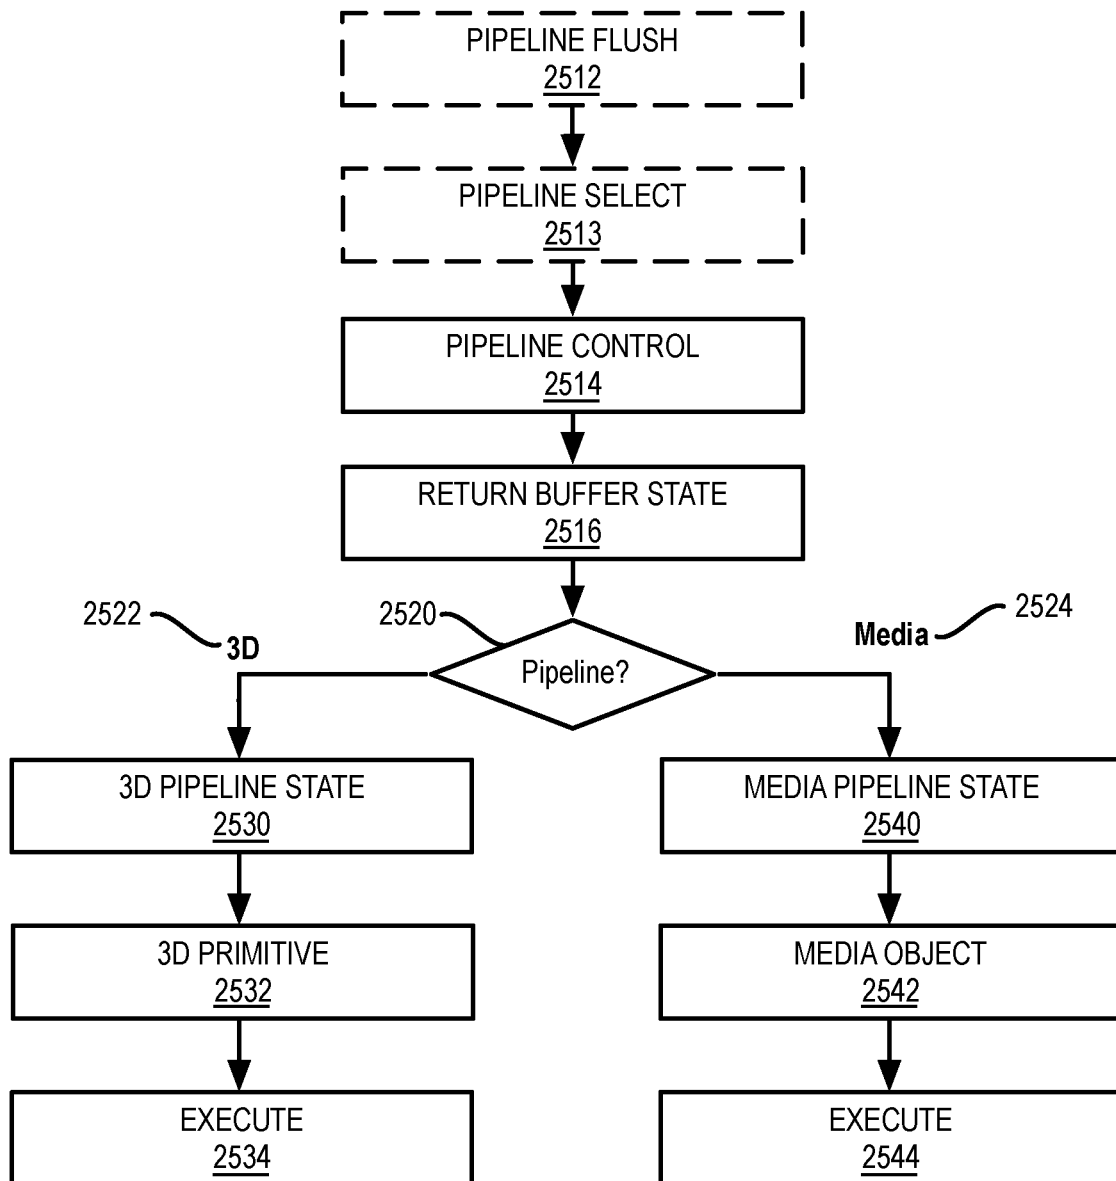 PIPELINE FLUSH
2512
PIPELINE SELECT
2513
PIPELINE CONTROL
2514
RETURN BUFFER STATE
2516
2522
3D
2520
Pipeline?
Media
2524
3D PIPELINE STATE
2530
MEDIA PIPELINE STATE
2540
3D PRIMITIVE
2532
MEDIA OBJECT
2542
EXECUTE
2534
EXECUTE
2544